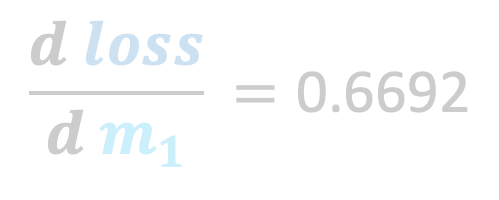 d loss
= 0.6692
d m₁